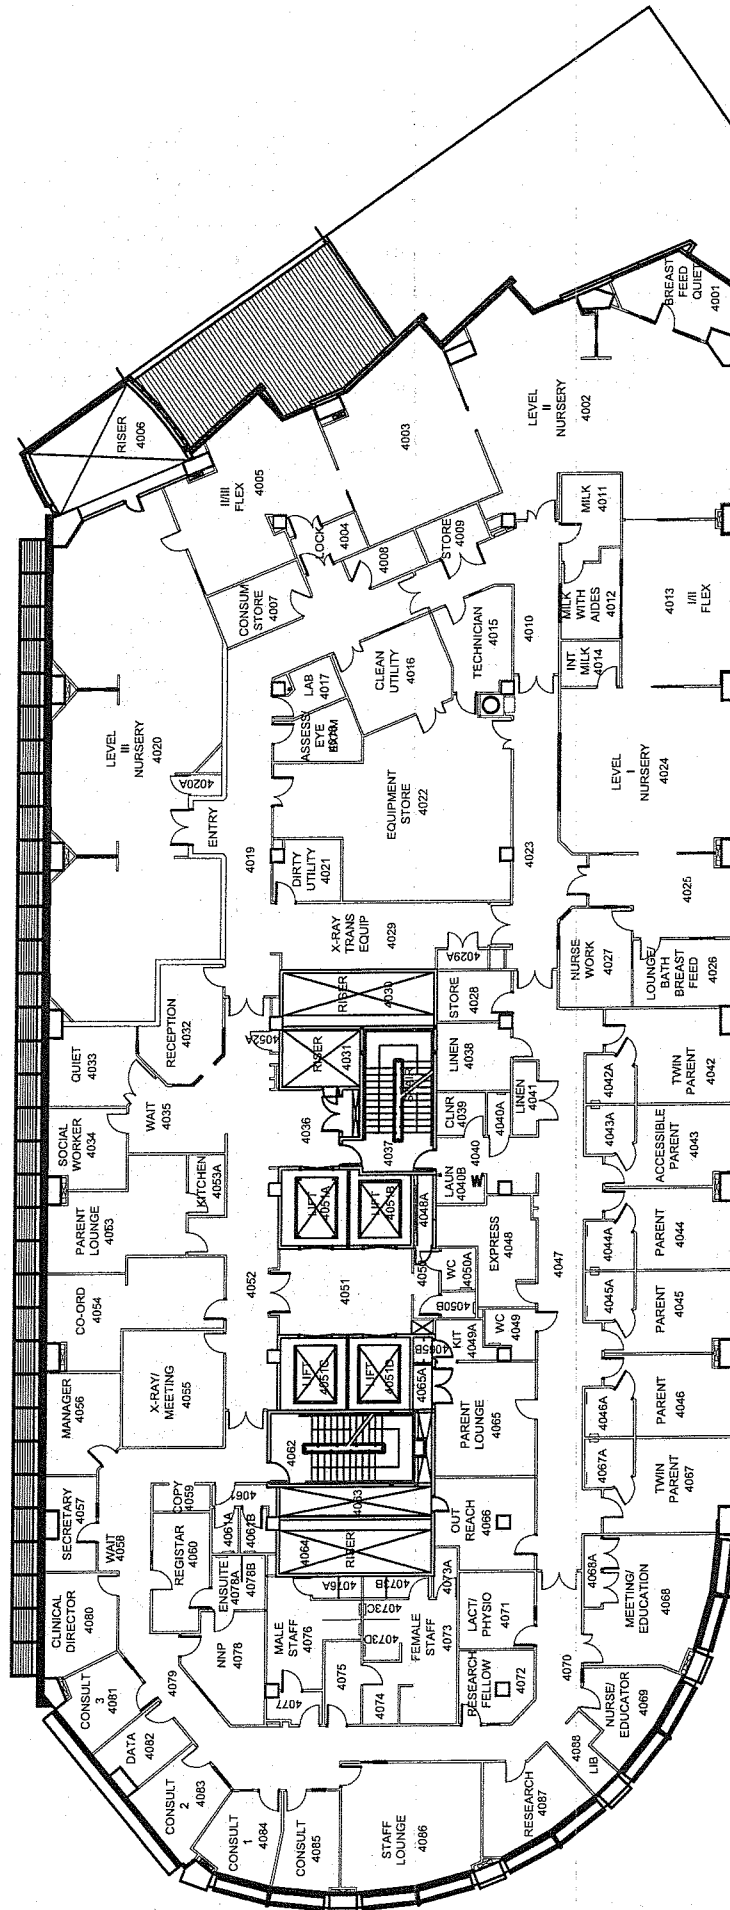 BREAST
FEED
QUIET
4001
RISER
4006
LEVEL
II
NURSERY
4002
4003
II/III
FLEX
4005
LOCK
4004
4008
STORE
4009
MILK
4011
CONSUM
STORE
4007
MILK
WITH
AIDES
4012
4013
I/II
FLEX
4010
TECHNICIAN
4015
INT
MILK
4014
CLEAN
UTILITY
4016
LAB
4017
ASSESS/
EYE
LEVEL
III
NURSERY
4020
4020A
ENTRY
LEVEL
I
NURSERY
4024
EQUIPMENT
STORE
4022
4019
DIRTY
UTILITY
4021
4023
4025
X-RAY
TRANS
EQUIP
4029
4029A
NURSE
WORK
4027
LOUNGE/
BATH
BREAST
FEED
4026
RECEPTION
4032
RISER
4030
STORE
4028
4052A
RISER
4031
QUIET
4033
LINEN
4038
STAIR
LINEN
4041
4042A
TWIN
PARENT
4042
SOCIAL
WORKER
4034
WAIT
4035
4036
4037
CLNR
4039
4040
4040A
4043A
ACCESSIBLE
PARENT
4043
PARENT
LOUNGE
4053
KITCHEN
4053A
LIFT
4051A
LIFT
4051B
LAUN
4040B
W
4048A
EXPRESS
4048
4044A
PARENT
4044
4047
CO-ORD
4054
4052
4051
4050
WC
4050A
4050B
4045A
PARENT
4045
KIT
4049A
WC
4049
X-RAY/
MEETING
4055
MANAGER
4056
LIFT
4051C
LIFT
4051D
4065B
4065A
PARENT
LOUNGE
4065
4046A
PARENT
4046
4067A
TWIN
PARENT
4067
4062
SECRETARY
4057
WAIT
4058
COPY
4059
4061
4061A
4061B
4063
4064
RISER
OUT
REACH
4066
REGISTAR
4060
ENSUITE
4078A
4078B
4076A
4073B
4073A
4073C
4073D
4068A
MEETING/
EDUCATION
4068
CLINICAL
DIRECTOR
4080
NNP
4078
MALE
STAFF
4076
FEMALE
STAFF
4073
LACT/
PHYSIO
4071
CONSULT
3
4081
4079
4077
4075
4074
RESEARCH
FELLOW
4072
4070
NURSE/
EDUCATOR
4069
DATA
4082
CONSULT
2
4083
4088
LIB
CONSULT
1
4084
CONSULT
4085
STAFF
LOUNGE
4086
RESEARCH
4087